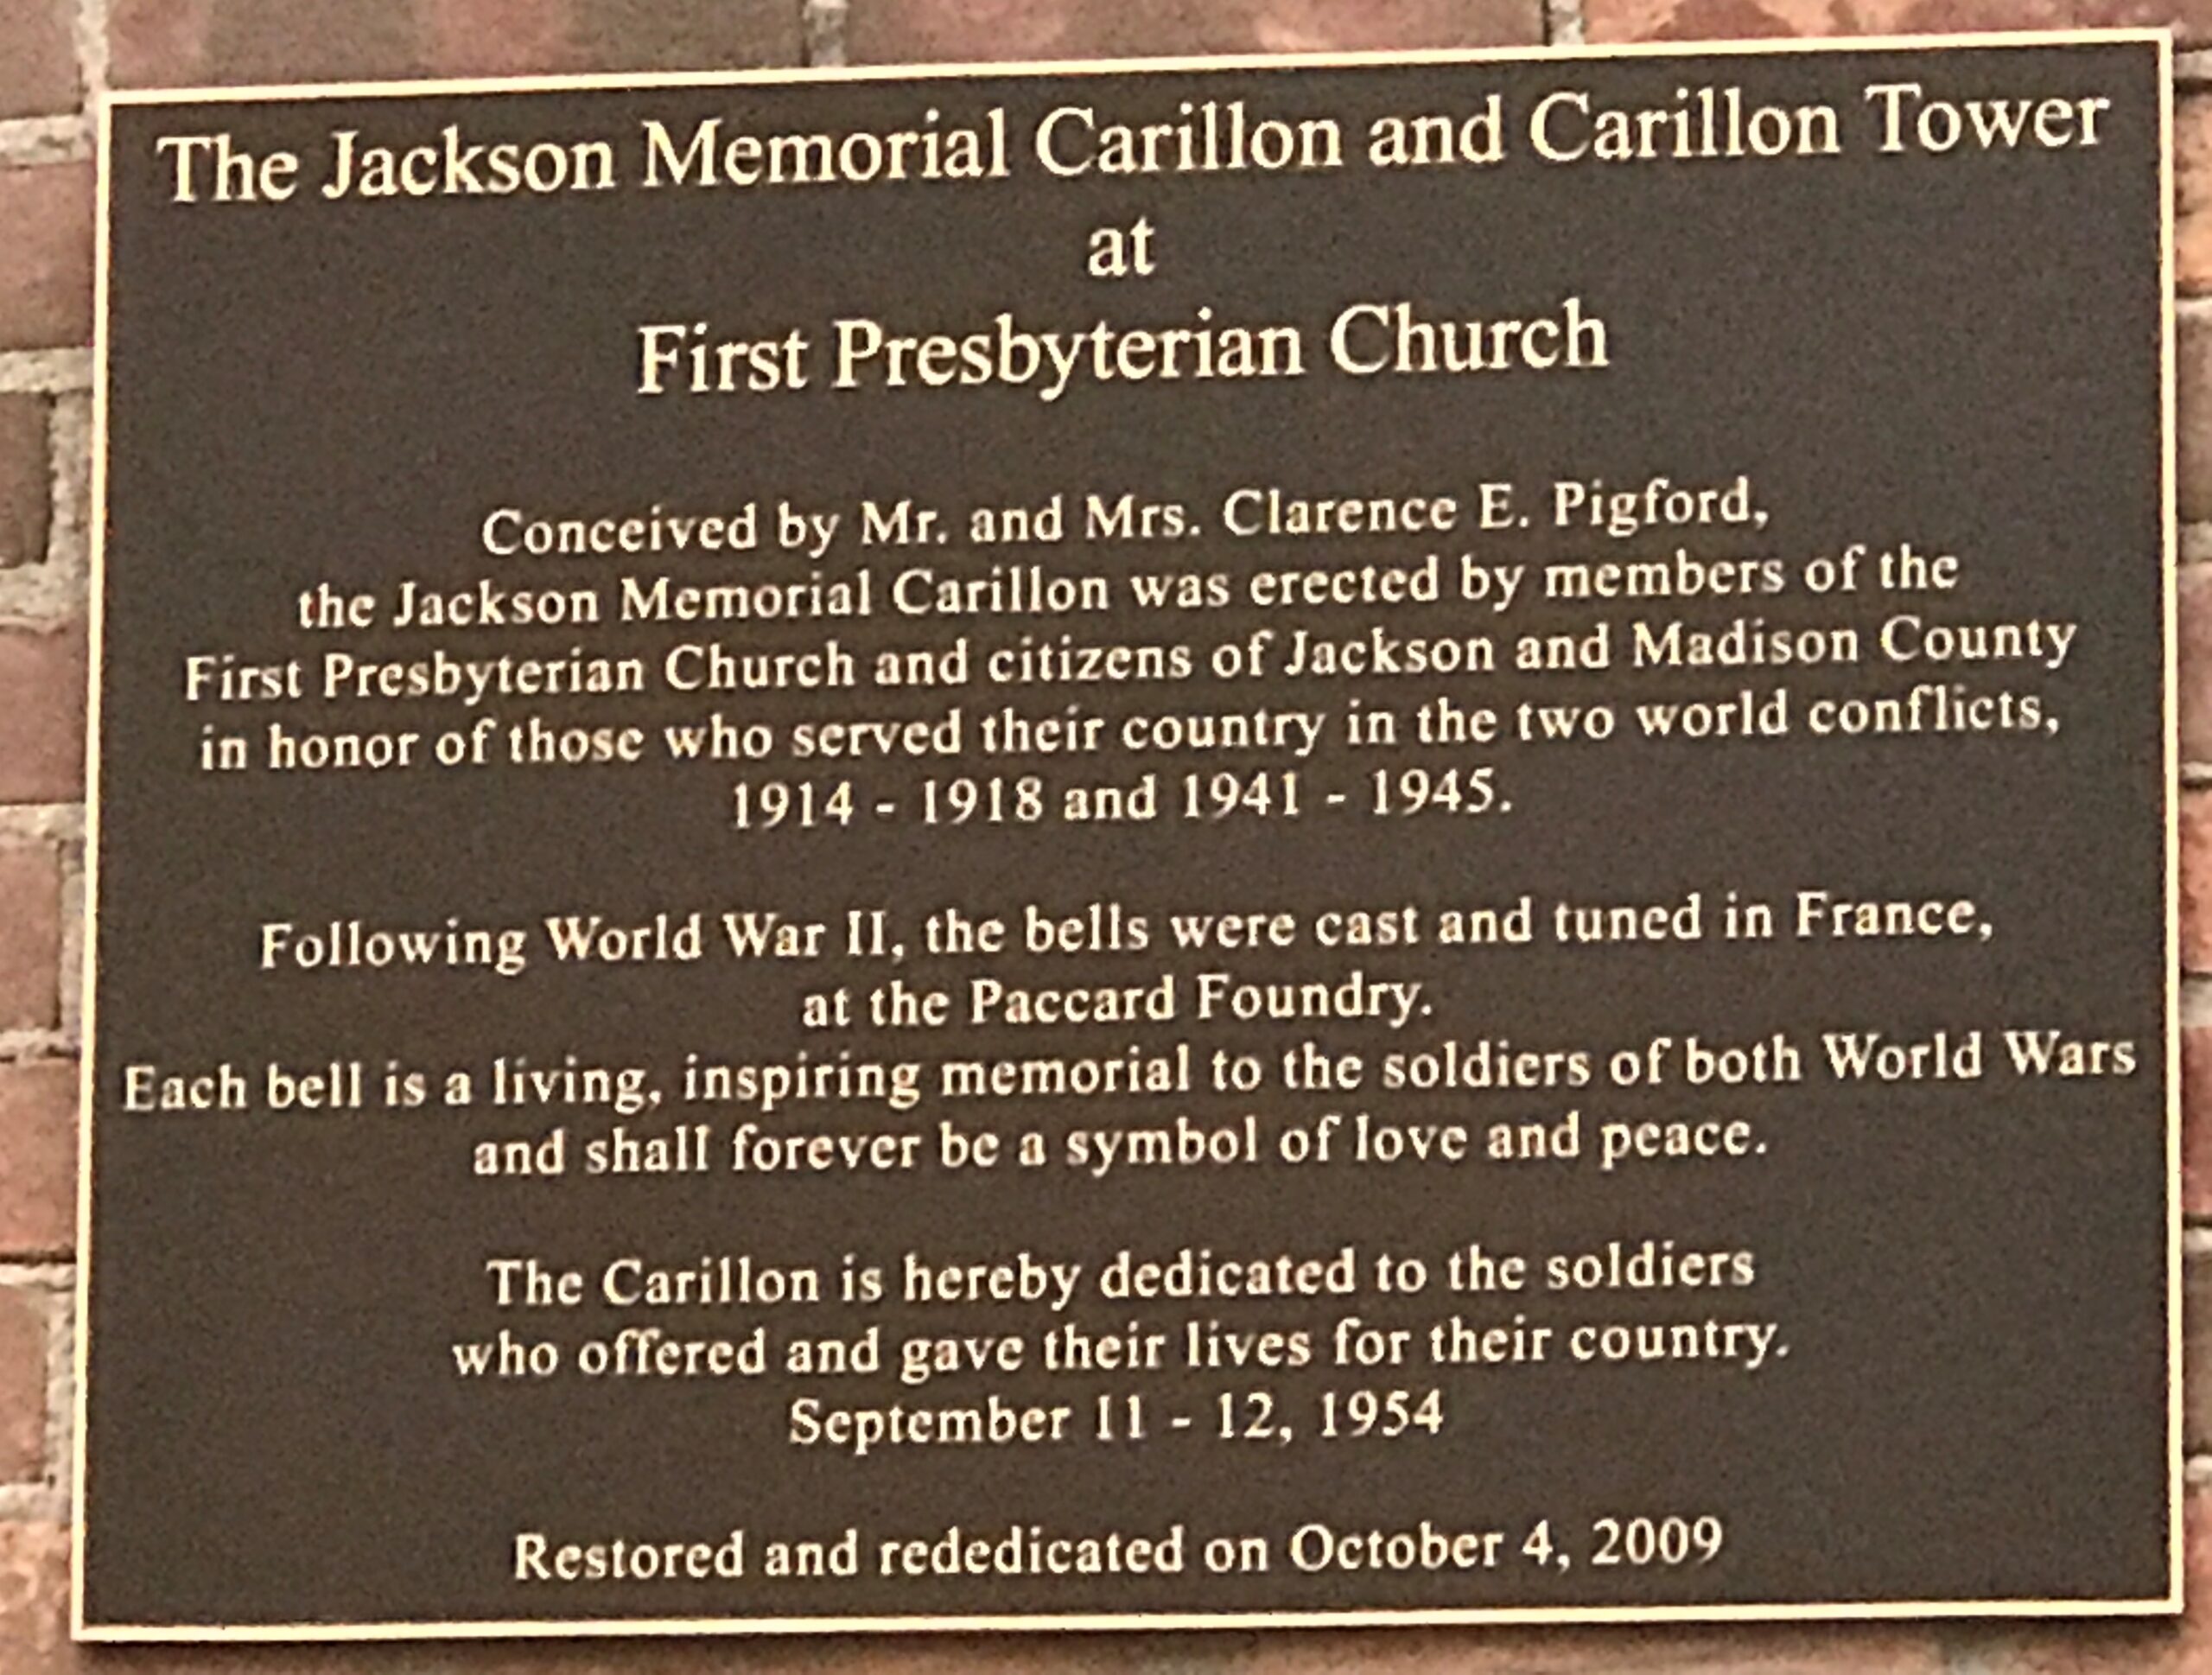 The Jackson Memorial Carillon and Carillon Tower
at
First Presbyterian Church
Conceived by Mr. and Mrs. Clarence E. Pigford,
the Jackson Memorial Carillon was erected by members of the
First Presbyterian Church and citizens of Jackson and Madison County
in honor of those who served their country in the two world conflicts,
1914 - 1918 and 1941 - 1945.
Following World War II, the bells were cast and tuned in France,
at the Paccard Foundry.
Each bell is a living, inspiring memorial to the soldiers of both World Wars
and shall forever be a symbol of love and peace.
The Carillon is hereby dedicated to the soldiers
who offered and gave their lives for their country.
September 11 - 12, 1954
Restored and rededicated on October 4, 2009